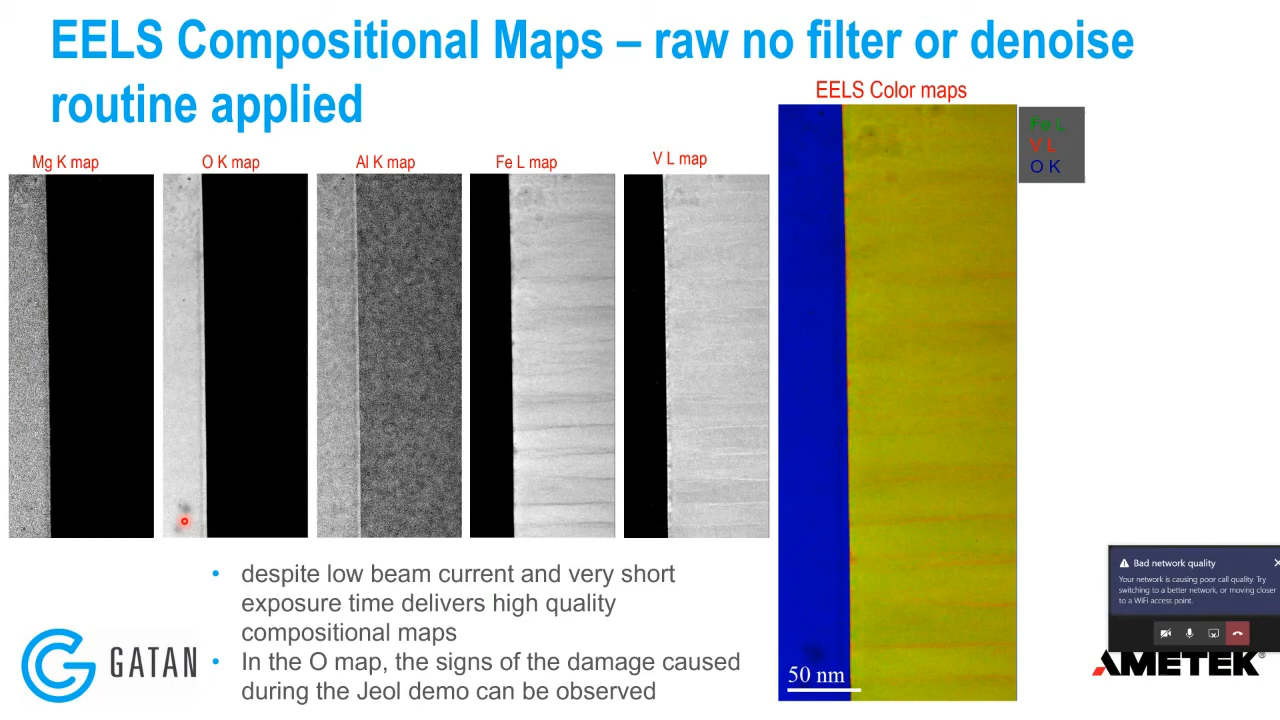 EELS Compositional Maps – raw no filter or denoise
routine applied
EELS Color maps
Mg K map
O K map
Al K map
Fe L map
V L map
Fe L
V L
O K
• despite low beam current and very short
exposure time delivers high quality
compositional maps
• In the O map, the signs of the damage caused
during the Jeol demo can be observed
50 nm
Bad network quality
Your network is causing poor call quality. Try
switching to a better network, or moving closer
to a WiFi access point.
GATAN
AMETEK®